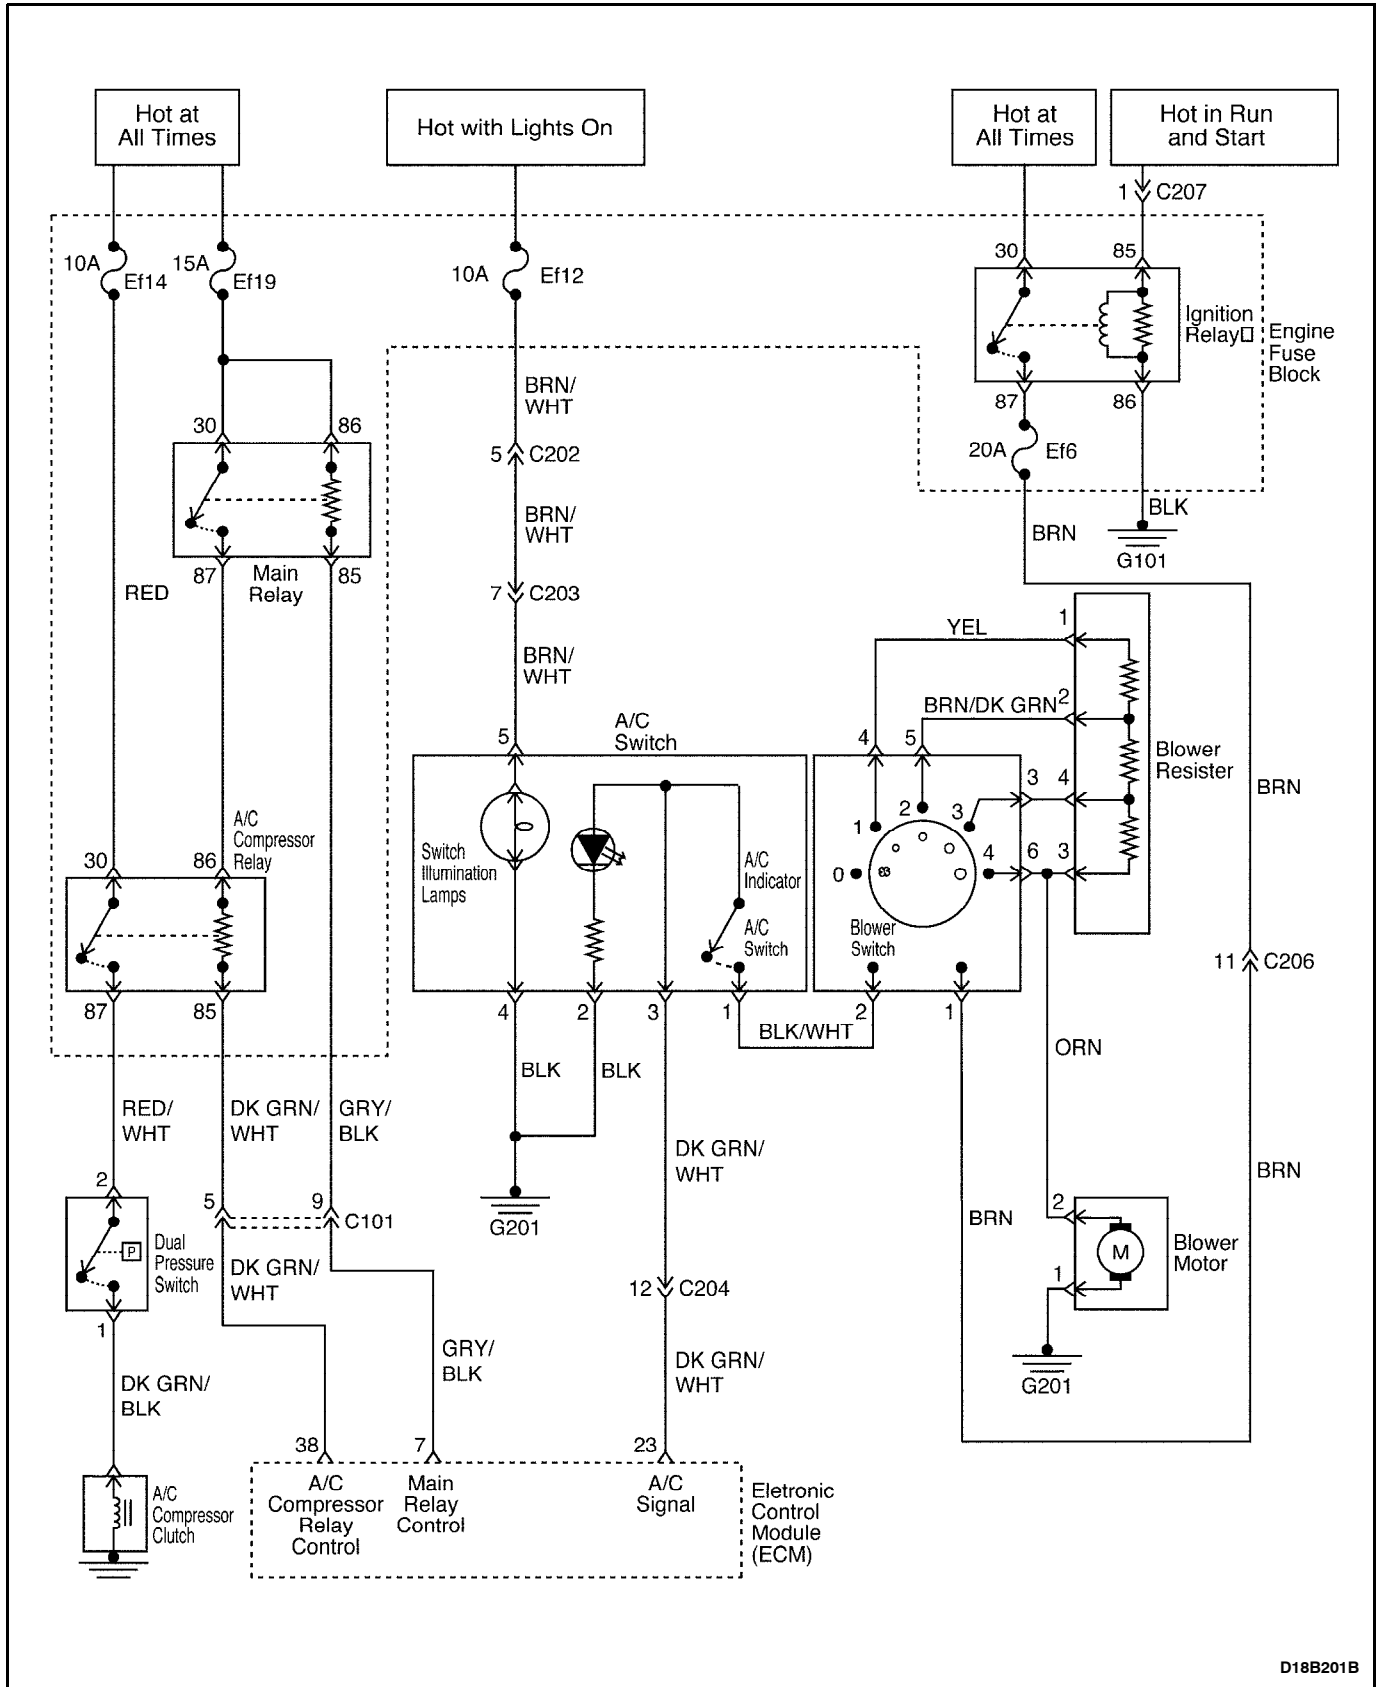 Hot at
All Times
Hot with Lights On
Hot at
All Times
Hot in Run
and Start
1 C207
10A Ef14
15A Ef19
10A Ef12
30 85
Ignition
Relay
Engine
Fuse
Block
87 86
20A Ef6
BRN/
WHT
5 C202
30 86
BRN/
WHT
BLK
BRN
G101
87 85
Main
Relay
RED
7 C203
BRN/
WHT
YEL 1
BRN/DK GRN 2
A/C
Switch
5
4 5
Blower
Resister
3 4
BRN
A/C
Compressor
Relay
30 86
Switch
Illumination
Lamps
A/C
Indicator
A/C
Switch
0 1 2 3 4
6 3
Blower
Switch
11 C206
87 85
4 2 3 1
BLK/WHT
2 1
ORN
BLK BLK
RED/
WHT
DK GRN/
WHT
GRY/
BLK
DK GRN/
WHT
BRN
2
5 9 C101
G201
BRN
2
P
Dual
Pressure
Switch
M
Blower
Motor
1
DK GRN/
WHT
12 C204
1
G201
GRY/
BLK
DK GRN/
WHT
DK GRN/
BLK
38 7 23
A/C
Compressor
Relay
Control
Main
Relay
Control
A/C
Signal
Eletronic
Control
Module
(ECM)
A/C
Compressor
Clutch
D18B201B